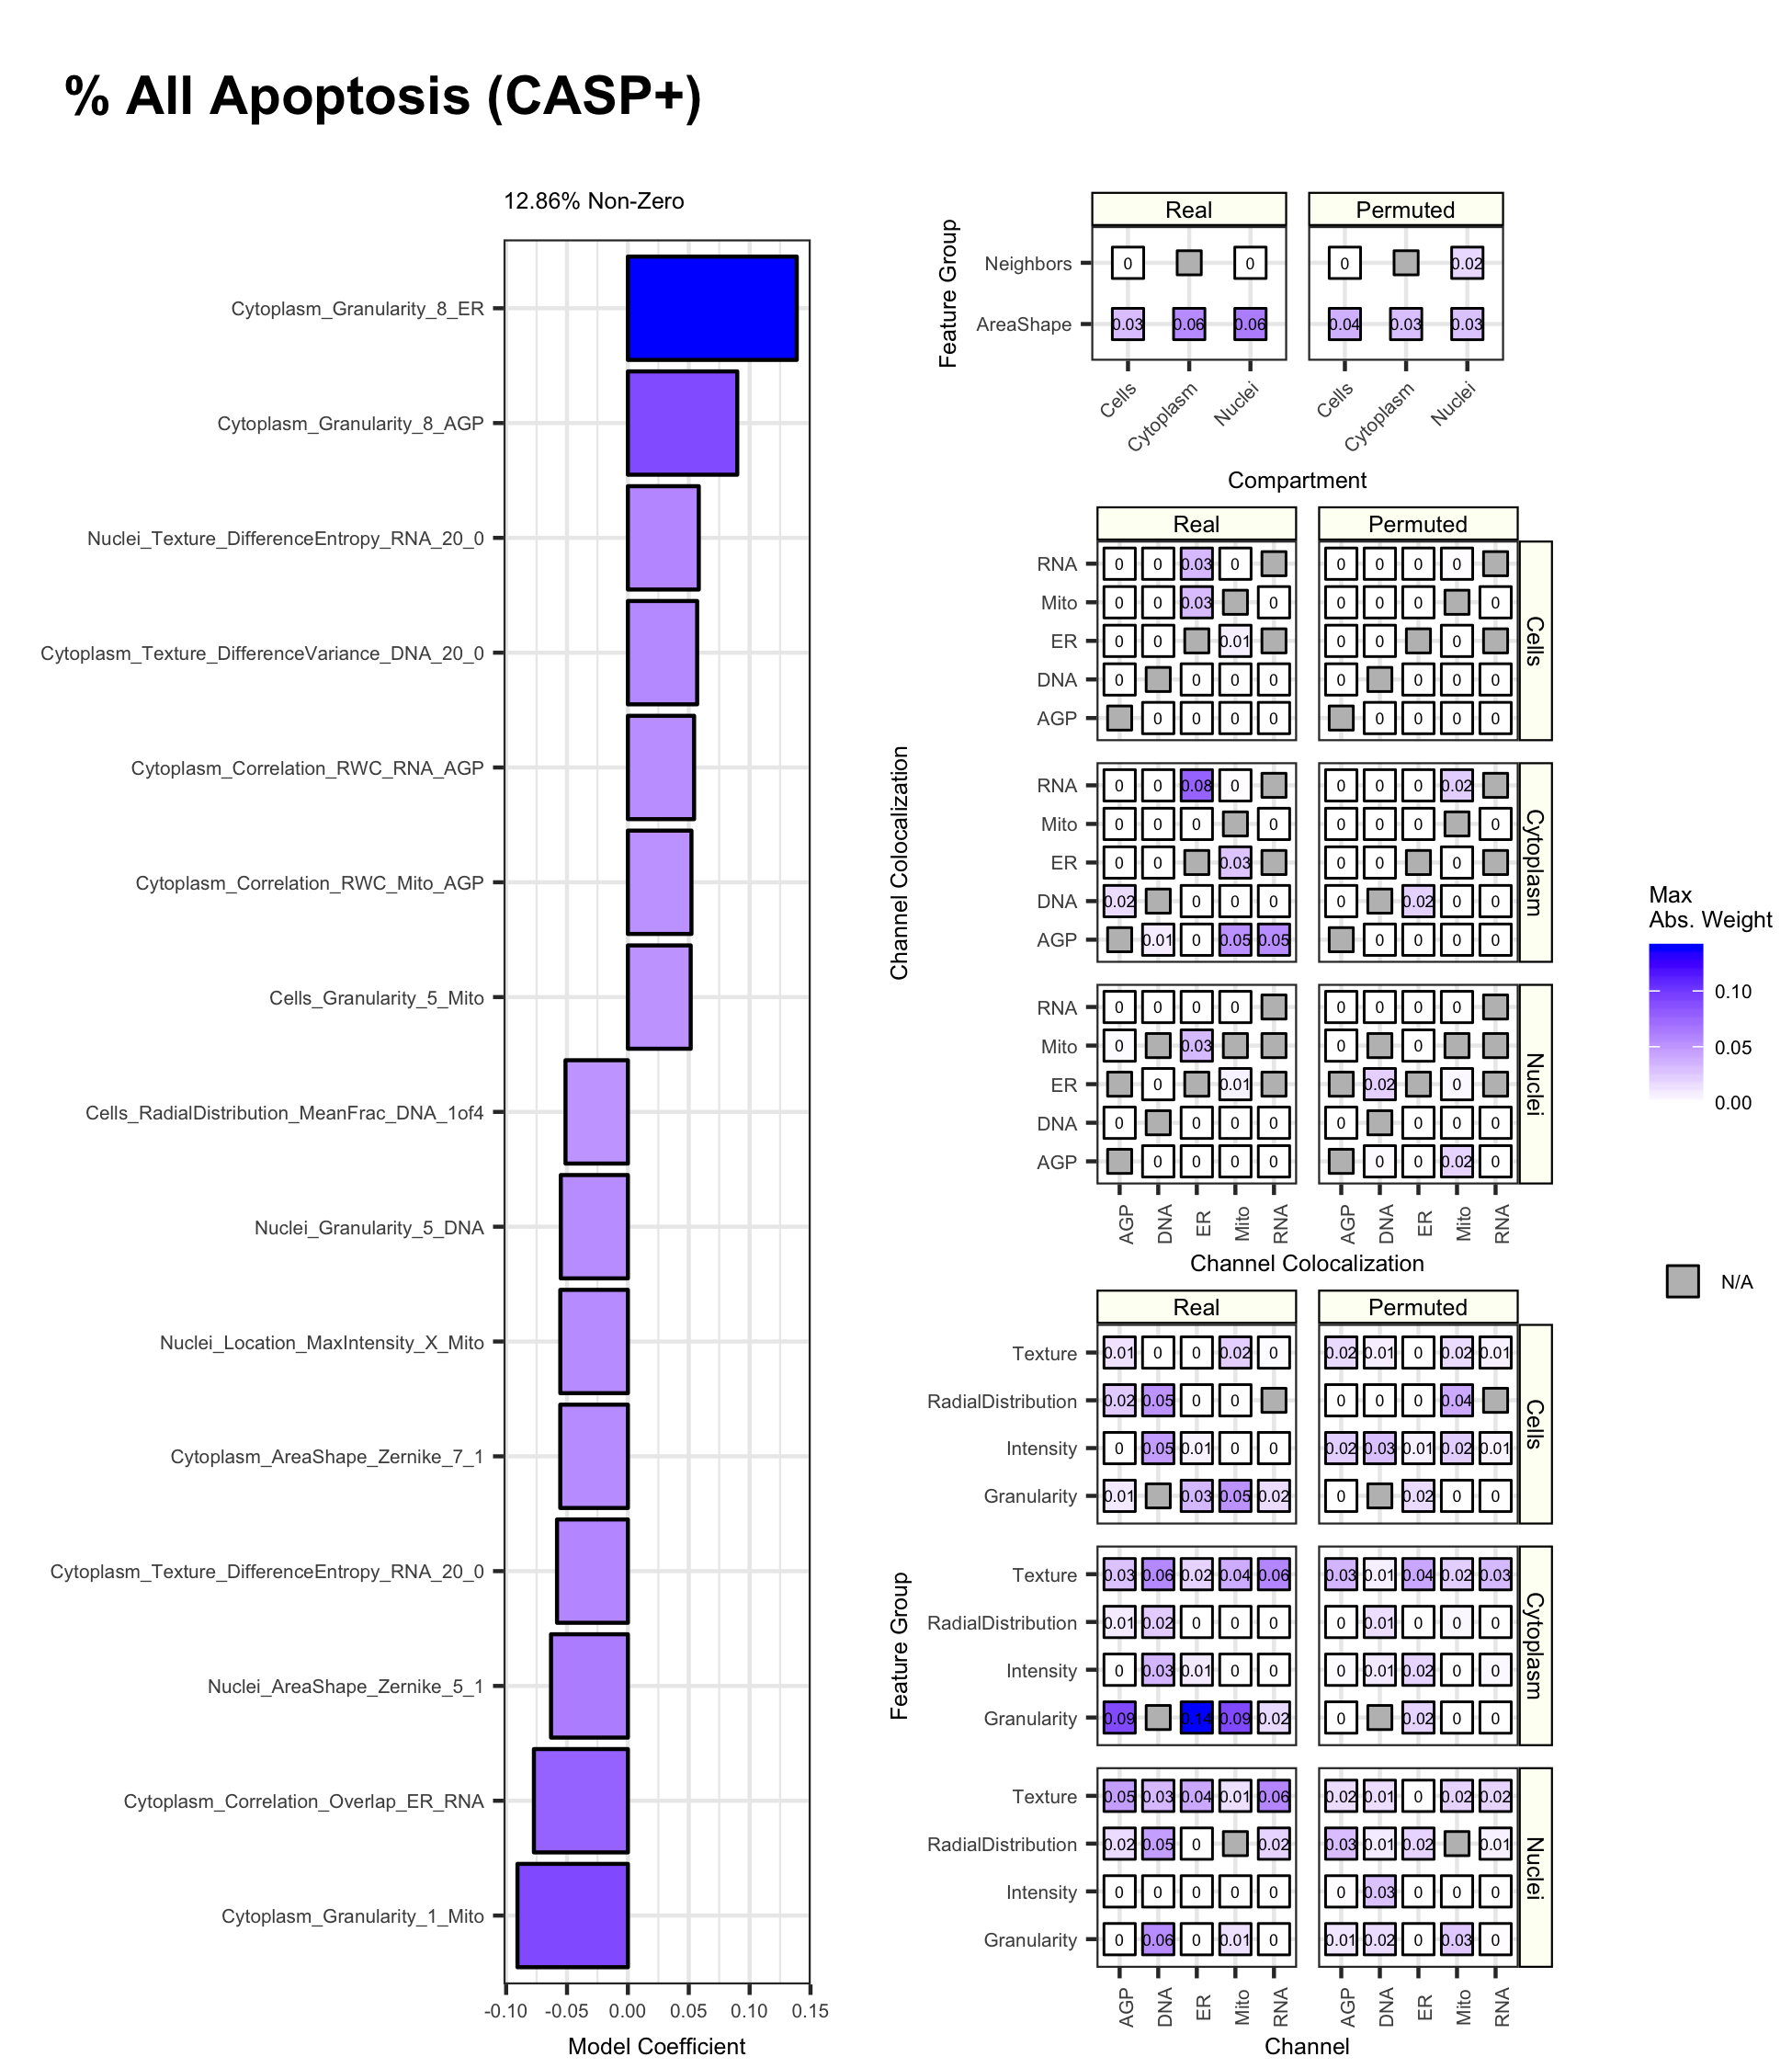 % All Apoptosis (CASP+)
12.86% Non-Zero
Cytoplasm_Granularity_8_ER
Cytoplasm_Granularity_8_AGP
Nuclei_Texture_DifferenceEntropy_RNA_20_0
Cytoplasm_Texture_DifferenceVariance_DNA_20_0
Cytoplasm_Correlation_RWC_RNA_AGP
Cytoplasm_Correlation_RWC_Mito_AGP
Cells_Granularity_5_Mito
Cells_RadialDistribution_MeanFrac_DNA_1of4
Nuclei_Granularity_5_DNA
Nuclei_Location_MaxIntensity_X_Mito
Cytoplasm_AreaShape_Zernike_7_1
Cytoplasm_Texture_DifferenceEntropy_RNA_20_0
Nuclei_AreaShape_Zernike_5_1
Cytoplasm_Correlation_Overlap_ER_RNA
Cytoplasm_Granularity_1_Mito
-0.10 -0.05 0.00 0.05 0.10 0.15
Model Coefficient
Feature Group
Real Permuted
Neighbors 0 0 0 0.02
AreaShape 0.03 0.06 0.06 0.04 0.03 0.03
Cells Cytoplasm Nuclei Cells Cytoplasm Nuclei
Compartment
Channel Colocalization
Real Permuted
RNA 0 0 0.03 0 0 0 0 0
Mito 0 0 0.03 0 0 0 0 0
ER 0 0 0.01 0 0 0
DNA 0 0 0 0 0 0 0 0
AGP 0 0 0 0 0 0 0 0
Cells
RNA 0 0 0.08 0 0 0 0 0.02
Mito 0 0 0 0 0 0 0 0
ER 0 0 0.03 0 0 0
DNA 0.02 0 0 0 0 0.02 0 0
AGP 0.01 0 0.05 0.05 0 0 0 0
Cytoplasm
RNA 0 0 0 0 0 0 0 0
Mito 0 0.03 0 0
ER 0 0.01 0.02 0
DNA 0 0 0 0 0 0 0 0
AGP 0 0 0 0 0 0 0.02 0
Nuclei
AGP DNA ER Mito RNA AGP DNA ER Mito RNA
Channel Colocalization
Feature Group
Real Permuted
Texture 0.01 0 0 0.02 0 0.02 0.01 0 0.02 0.01
RadialDistribution 0.02 0.05 0 0 0 0 0 0.04
Intensity 0 0.05 0.01 0 0 0.02 0.03 0.01 0.02 0.01
Granularity 0.01 0.03 0.05 0.02 0 0.02 0 0
Cells
Texture 0.03 0.06 0.02 0.04 0.06 0.03 0.01 0.04 0.02 0.03
RadialDistribution 0.01 0.02 0 0 0 0 0.01 0 0 0
Intensity 0 0.03 0.01 0 0 0 0.01 0.02 0 0
Granularity 0.09 0.14 0.09 0.02 0 0.02 0 0
Cytoplasm
Texture 0.05 0.03 0.04 0.01 0.06 0.02 0.01 0 0.02 0.02
RadialDistribution 0.02 0.05 0 0.02 0.03 0.01 0.02 0.01
Intensity 0 0 0 0 0 0 0.03 0 0 0
Granularity 0 0.06 0 0.01 0 0.01 0.02 0 0.03 0
Nuclei
AGP DNA ER Mito RNA AGP DNA ER Mito RNA
Channel
Max
Abs. Weight
0.10
0.05
0.00
N/A